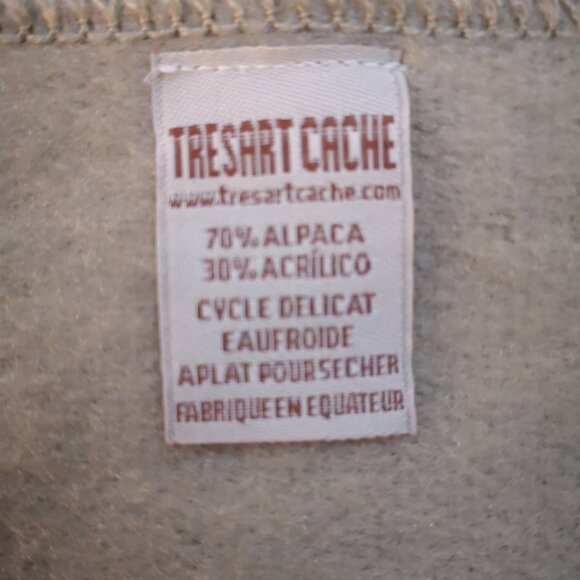 TRESART CACHE
www.tresartcache.com
70% ALPACA
30% ACRÍLICO
CYCLE DELICAT
EAUFROIDE
APLAT POURSECHER
FABRIQUEEN EQUATEUR